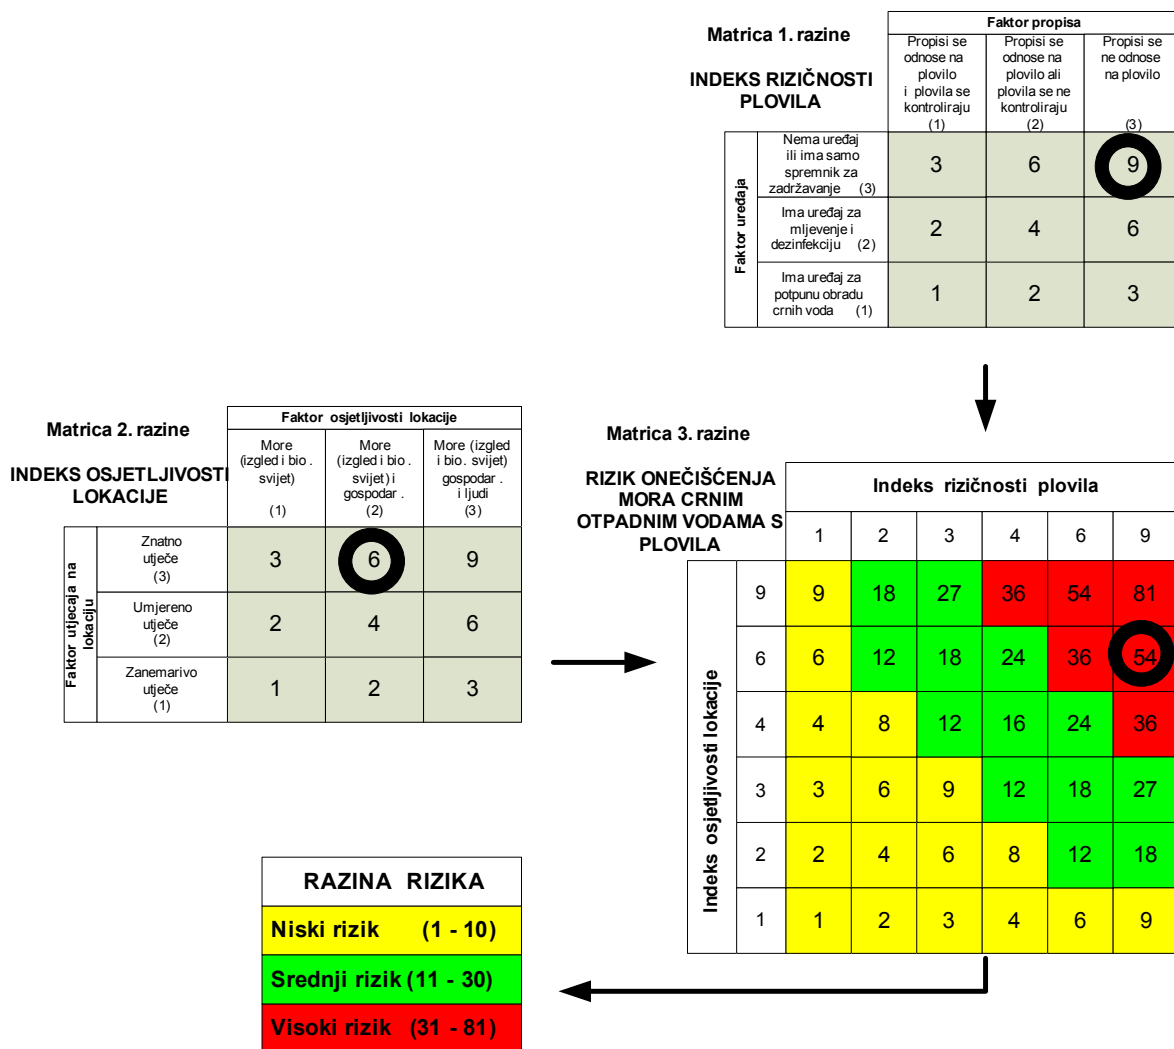 Matrica 1. razine
INDEKS RIZIČNOSTI
PLOVILA
Faktor propisa
Propisi se
odnose na
plovilo
i plovila se
kontroliraju
(1)
Propisi se
odnose na
plovilo ali
plovila se ne
kontroliraju
(2)
Propisi se
ne odnose
na plovilo
(3)
Faktor uređaja
Nema uređaj
ili ima samo
spremnik za
zadržavanje (3)
3 6 9
Ima uređaj za
mljevenje i
dezinfekciju (2)
2 4 6
Ima uređaj za
potpunu obradu
crnih voda (1)
1 2 3
Matrica 2. razine
INDEKS OSJETLJIVOSTI
LOKACIJE
Faktor osjetljivosti lokacije
More
(izgled i bio.
svijet)
(1)
More
(izgled i bio.
svijet) i
gospodar.
(2)
More (izgled
i bio. svijet)
gospodar.
i ljudi
(3)
Faktor utjecaja na
lokaciju
Znatno
utječe
(3)
3 6 9
Umjereno
utječe
(2)
2 4 6
Zanemarivo
utječe
(1)
1 2 3
Matrica 3. razine
RIZIK ONEČIŠĆENJA
MORA CRNIM
OTPADNIM VODAMA S
PLOVILA
Indeks rizičnosti plovila
1 2 3 4 6 9
Indeks osjetljivosti lokacije
9 9 18 27 36 54 81
6 6 12 18 24 36 54
4 4 8 12 16 24 36
3 3 6 9 12 18 27
2 2 4 6 8 12 18
1 1 2 3 4 6 9
RAZINA RIZIKA
Niski rizik (1 - 10)
Srednji rizik (11 - 30)
Visoki rizik (31 - 81)